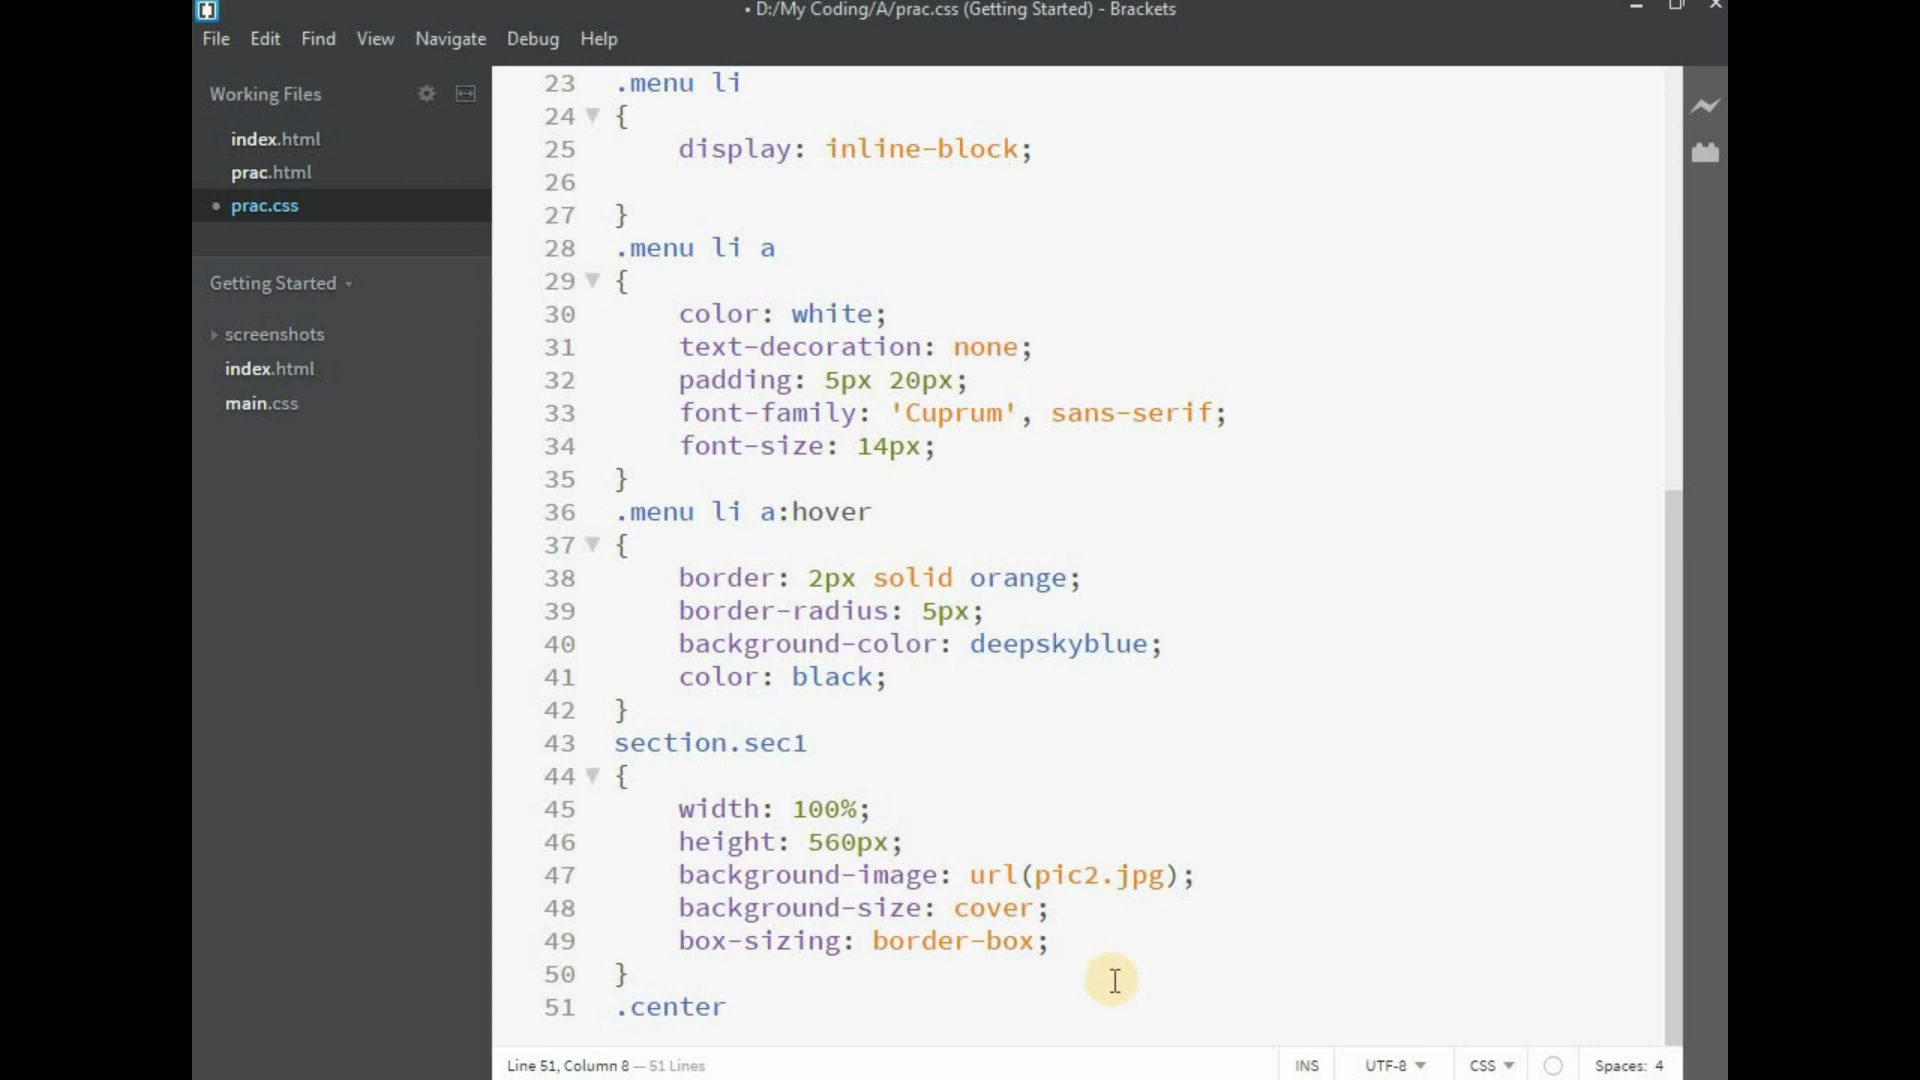 • D:/My Coding/A/prac.css (Getting Started) - Brackets
File Edit Find View Navigate Debug Help
Working Files
index.html
prac.html
• prac.css
Getting Started
screenshots
index.html
main.css
23 .menu li
24 {
25 display: inline-block;
26
27 }
28 .menu li a
29 {
30 color: white;
31 text-decoration: none;
32 padding: 5px 20px;
33 font-family: 'Cuprum', sans-serif;
34 font-size: 14px;
35 }
36 .menu li a:hover
37 {
38 border: 2px solid orange;
39 border-radius: 5px;
40 background-color: deepskyblue;
41 color: black;
42 }
43 section.sec1
44 {
45 width: 100%;
46 height: 560px;
47 background-image: url(pic2.jpg);
48 background-size: cover;
49 box-sizing: border-box;
50 }
51 .center
Line 51, Column 8 — 51 Lines
INS UTF-8 CSS Spaces: 4